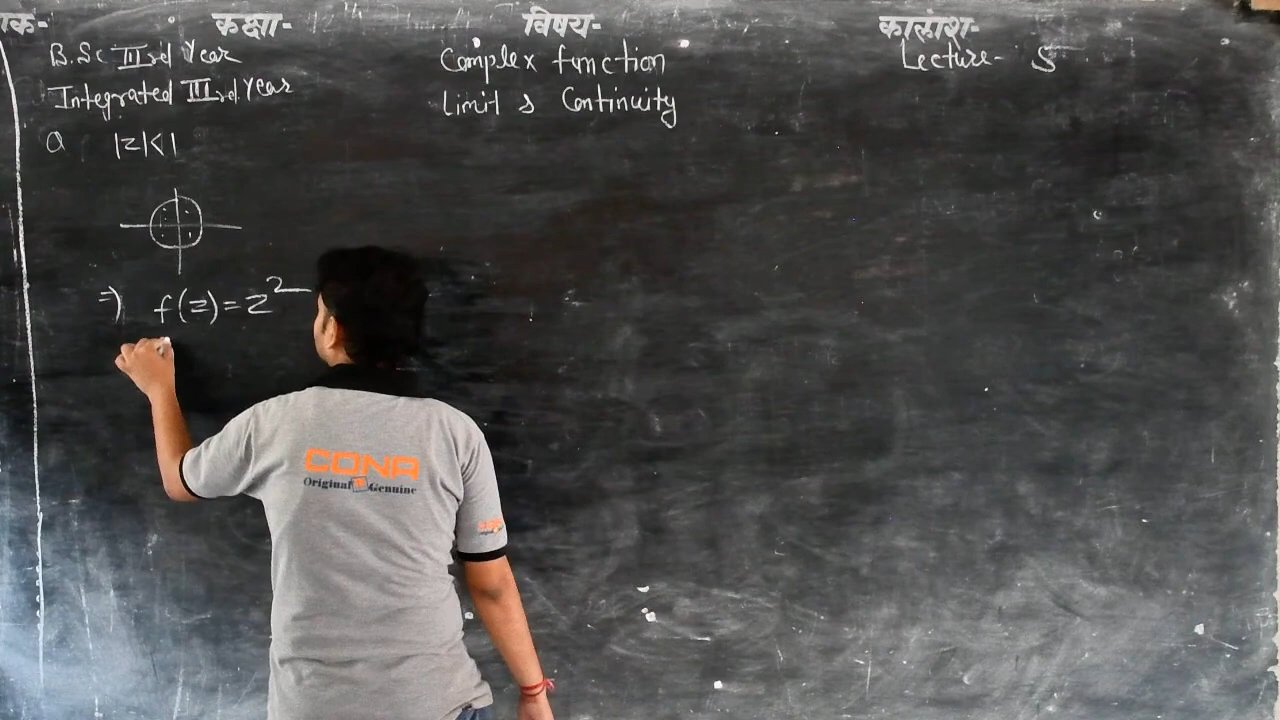 क- कक्षा- विषय- कालांश-
B.Sc IIIrd Year Complex function Lecture- 5
Integrated IIIrd Year Limit & Continuity
Q |z|<1
=) f(z)=z²
CONA
Original Genuine